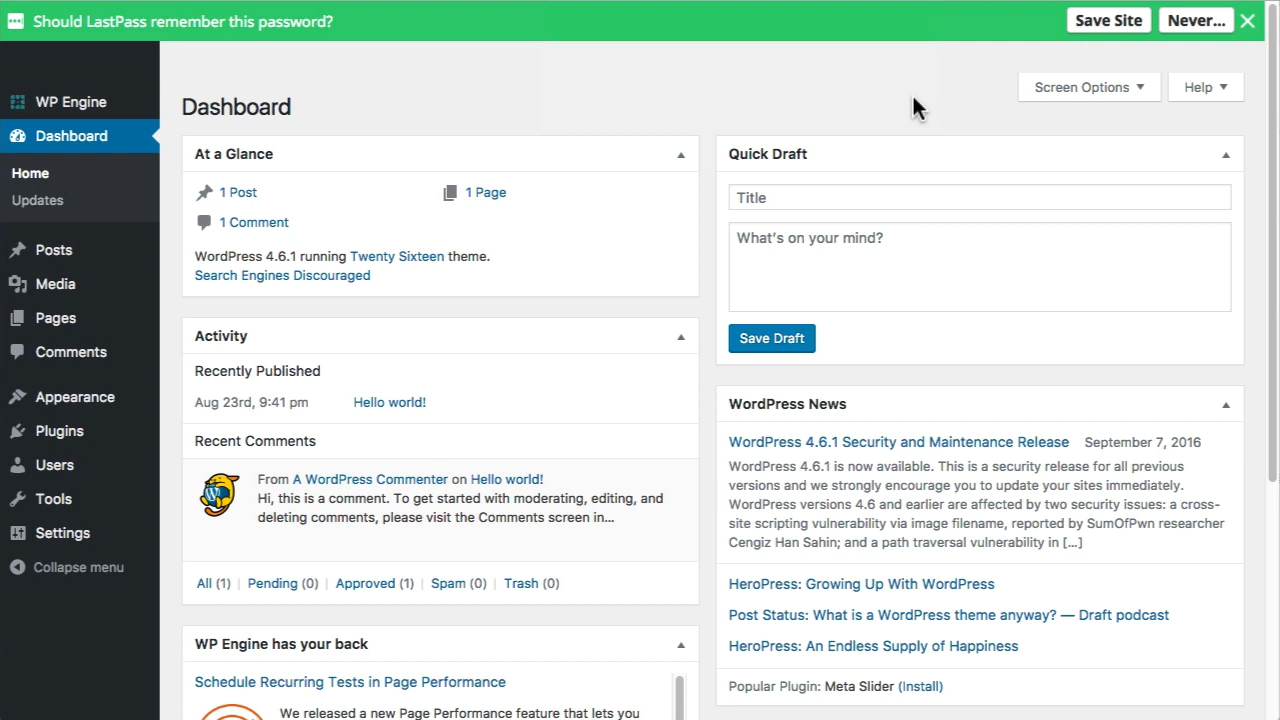 Should LastPass remember this password?
Save Site
Never...
WP Engine
Dashboard
Home
Updates
Posts
Media
Pages
Comments
Appearance
Plugins
Users
Tools
Settings
Collapse menu
Screen Options
Help
Dashboard
At a Glance
1 Post
1 Page
1 Comment
WordPress 4.6.1 running Twenty Sixteen theme.
Search Engines Discouraged
Activity
Recently Published
Aug 23rd, 9:41 pm Hello world!
Recent Comments
From A WordPress Commenter on Hello world!
Hi, this is a comment. To get started with moderating, editing, and
deleting comments, please visit the Comments screen in...
All (1) | Pending (0) | Approved (1) | Spam (0) | Trash (0)
WP Engine has your back
Schedule Recurring Tests in Page Performance
We released a new Page Performance feature that lets you
Quick Draft
Title
What's on your mind?
Save Draft
WordPress News
WordPress 4.6.1 Security and Maintenance Release September 7, 2016
WordPress 4.6.1 is now available. This is a security release for all previous
versions and we strongly encourage you to update your sites immediately.
WordPress versions 4.6 and earlier are affected by two security issues: a cross-
site scripting vulnerability via image filename, reported by SumOfPwn researcher
Cengiz Han Sahin; and a path traversal vulnerability in [...]
HeroPress: Growing Up With WordPress
Post Status: What is a WordPress theme anyway? — Draft podcast
HeroPress: An Endless Supply of Happiness
Popular Plugin: Meta Slider (Install)